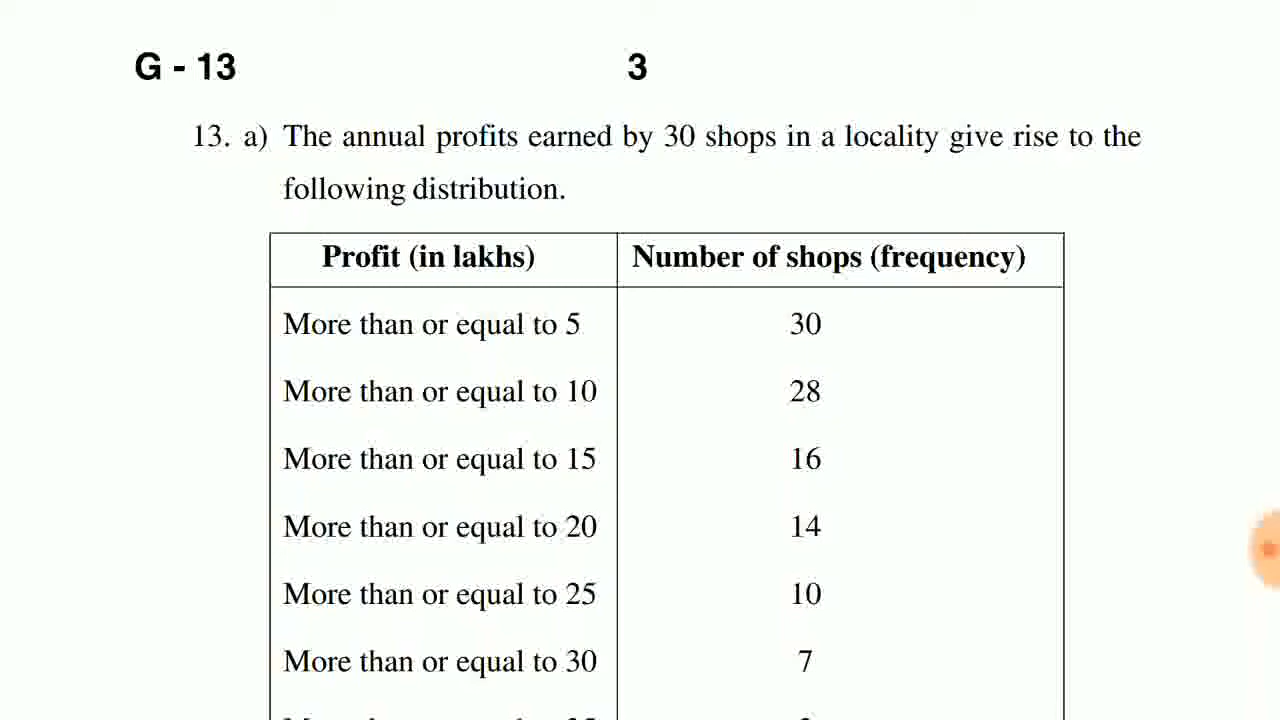 G - 13 3
13. a) The annual profits earned by 30 shops in a locality give rise to the
following distribution.
Profit (in lakhs) Number of shops (frequency)
More than or equal to 5 30
More than or equal to 10 28
More than or equal to 15 16
More than or equal to 20 14
More than or equal to 25 10
More than or equal to 30 7